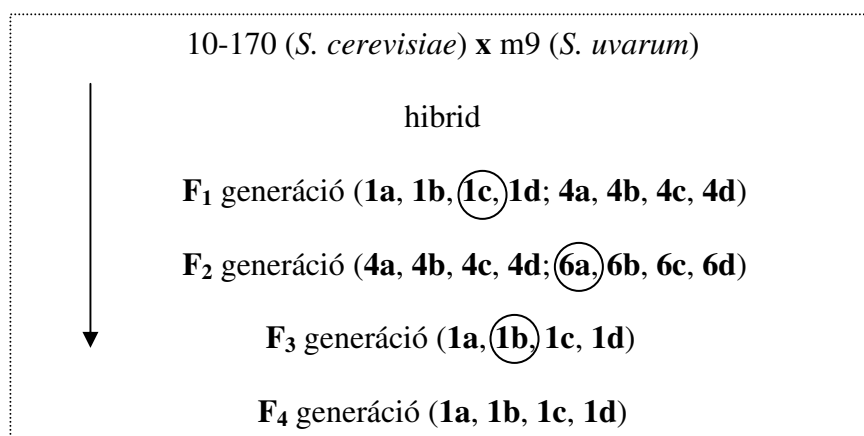 10-170 (S. cerevisiae) x m9 (S. uvarum)
hibrid
F₁ generáció (1a, 1b, 1c, 1d; 4a, 4b, 4c, 4d)
F₂ generáció (4a, 4b, 4c, 4d; 6a, 6b, 6c, 6d)
F₃ generáció (1a, 1b, 1c, 1d)
F₄ generáció (1a, 1b, 1c, 1d)